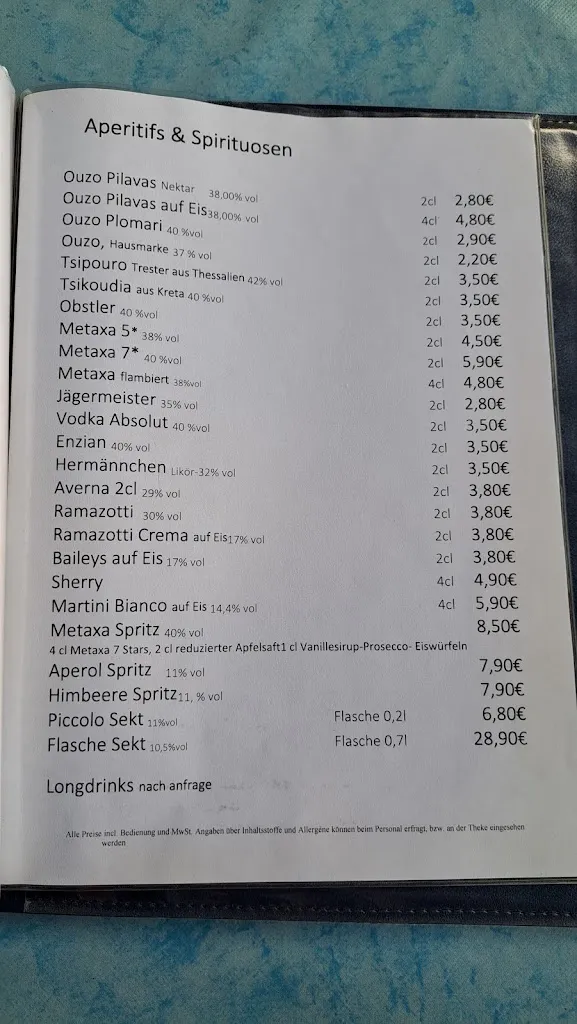 Aperitifs & Spirituosen
Ouzo Pilavas Nektar 38,00% vol 2cl 2,80€
Ouzo Pilavas auf Eis 38,00% vol 4cl 4,80€
Ouzo Plomari 40 %vol 2cl 2,90€
Ouzo, Hausmarke 37 % vol 2cl 2,20€
Tsipouro Trester aus Thessalien 42% vol 2cl 3,50€
Tsikoudia aus Kreta 40 %vol 2cl 3,50€
Obstler 40 %vol 2cl 3,50€
Metaxa 5* 38% vol 2cl 4,50€
Metaxa 7* 40 %vol 2cl 5,90€
Metaxa flambiert 38%vol 4cl 4,80€
Jägermeister 35% vol 2cl 2,80€
Vodka Absolut 40 %vol 2cl 3,50€
Enzian 40% vol 2cl 3,50€
Hermännchen Likör-32% vol 2cl 3,50€
Averna 2cl 29% vol 2cl 3,80€
Ramazotti 30% vol 2cl 3,80€
Ramazotti Crema auf Eis17% vol 2cl 3,80€
Baileys auf Eis 17% vol 2cl 3,80€
Sherry 4cl 4,90€
Martini Bianco auf Eis 14,4% vol 4cl 5,90€
Metaxa Spritz 40% vol 8,50€
4 cl Metaxa 7 Stars, 2 cl reduzierter Apfelsaft1 cl Vanillesirup-Prosecco- Eiswürfeln
Aperol Spritz 11% vol 7,90€
Himbeere Spritz 11, % vol 7,90€
Piccolo Sekt 11%vol Flasche 0,2l 6,80€
Flasche Sekt 10,5%vol Flasche 0,7l 28,90€
Longdrinks nach anfrage
Alle Preise incl. Bedienung und MwSt. Angaben über Inhaltsstoffe und Allergene können beim Personal erfragt, bzw. an der Theke eingesehen
werden